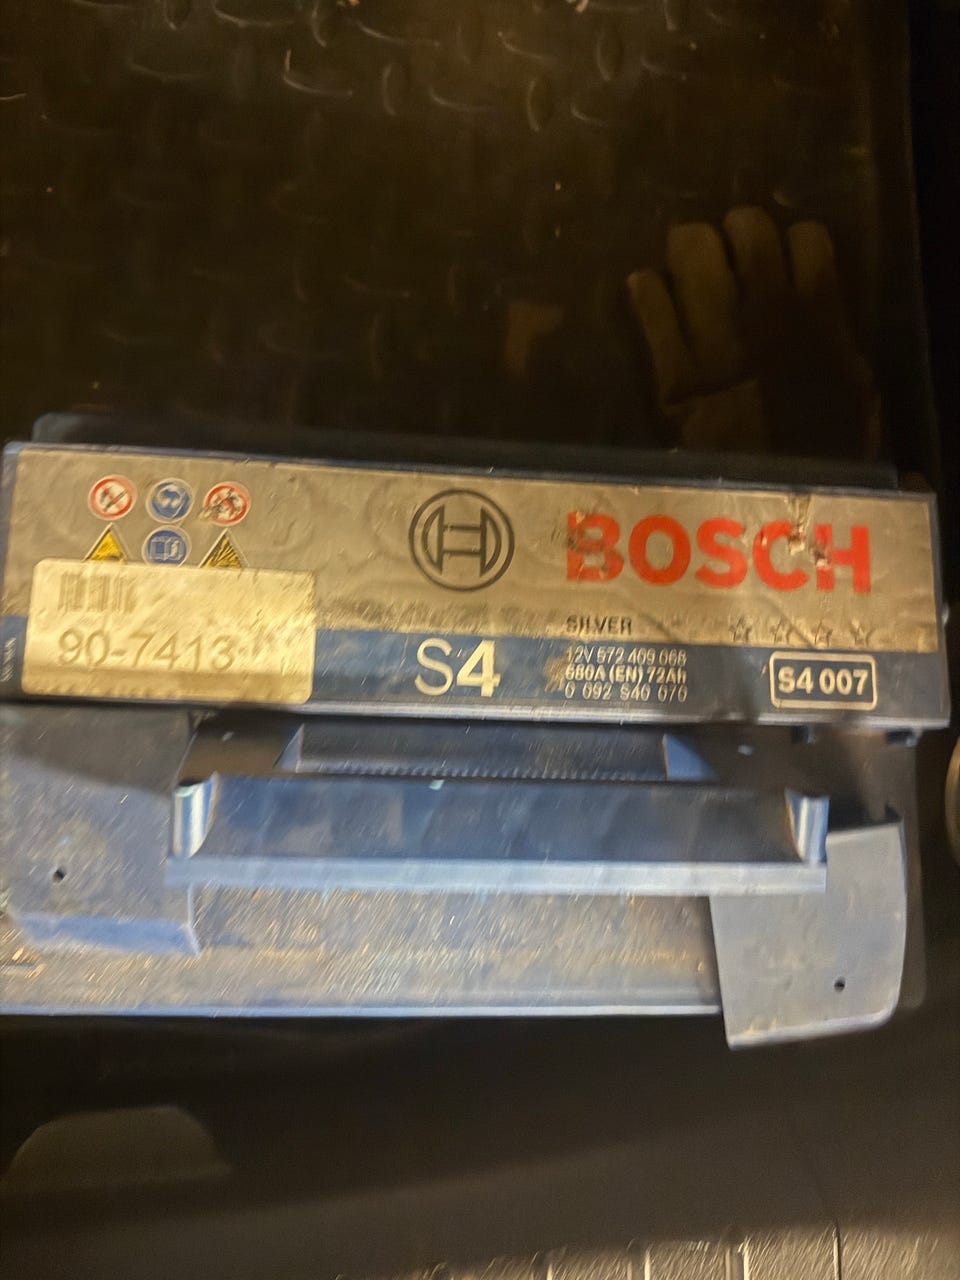 BOSCH
SILVER
90-7413
S4
12V 572 409 068
680A (EN) 72Ah
0 092 S40 070
S4 007